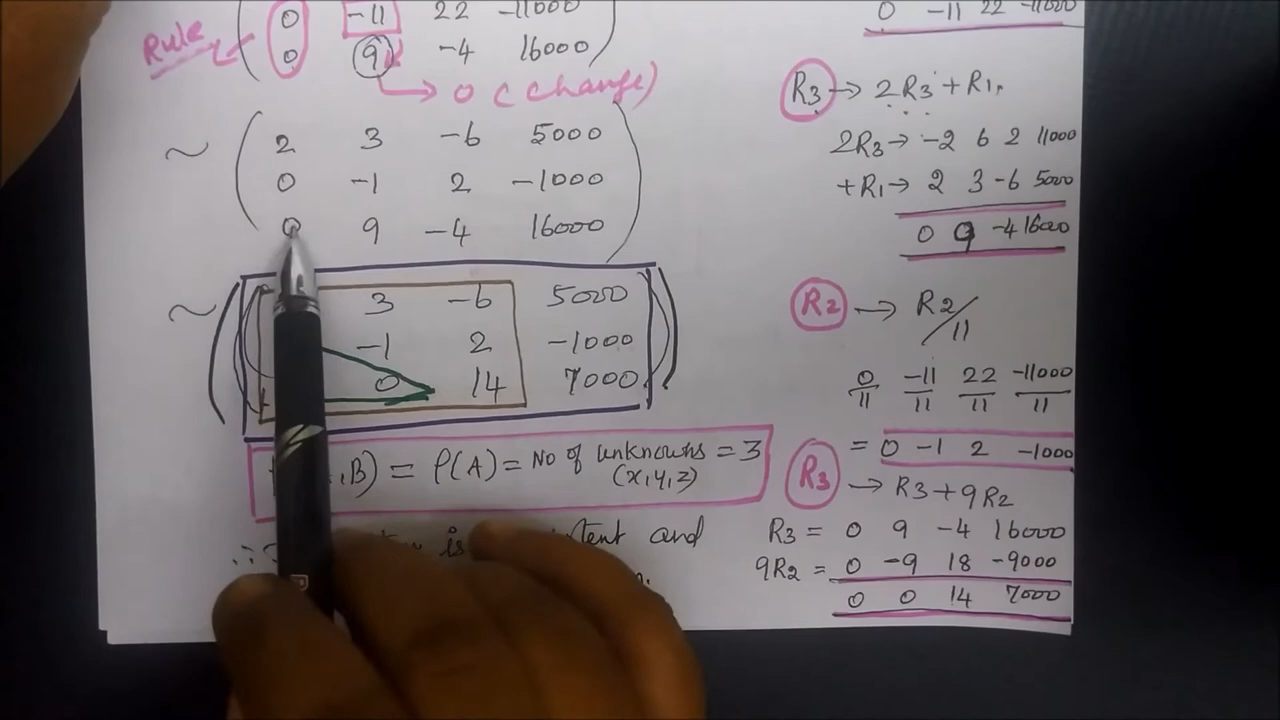 0 -11 22 -11000
Rule
0 9 -4 16000
→ 0 (change)
~ 2 3 -6 5000
0 -1 2 -1000
0 9 -4 16000
~ 3 -6 5000
-1 2 -1000
0 14 7000
,B) = ρ(A) = No of unknowns = 3
(x,y,z)
∴ is and
0 -11 22 -11000
R3 → 2R3 + R1
2R3 → -2 6 2 11000
+R1 → 2 3 -6 5000
0 9 -4 16000
R2 → R2/11
0/11 -11/11 22/11 -11000/11
= 0 -1 2 -1000
R3 → R3+9R2
R3 = 0 9 -4 16000
9R2 = 0 -9 18 -9000
0 0 14 7000